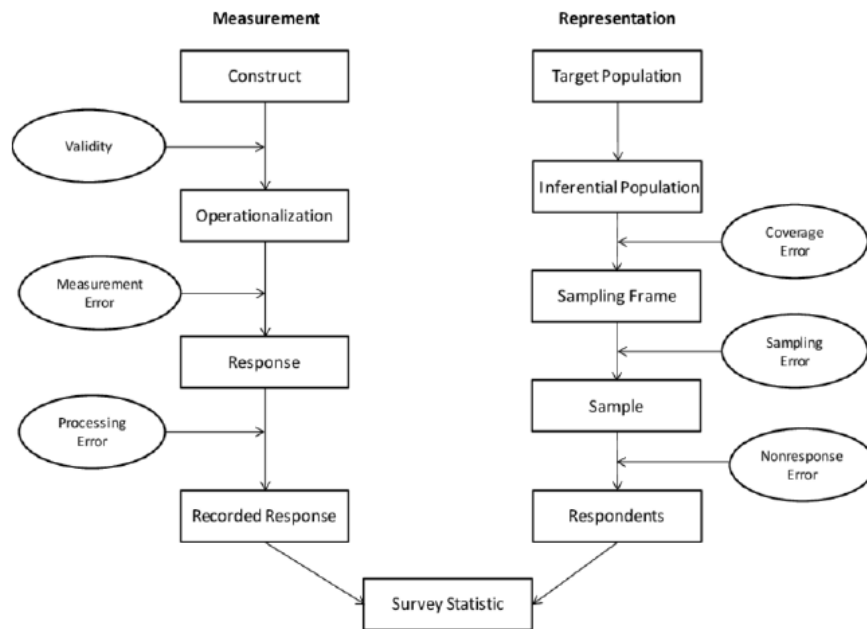 Measurement
Representation
Construct
Target Population
Validity
Inferential Population
Operationalization
Coverage
Error
Measurement
Error
Sampling Frame
Response
Sampling
Error
Sample
Processing
Error
Nonresponse
Error
Recorded Response
Respondents
Survey Statistic